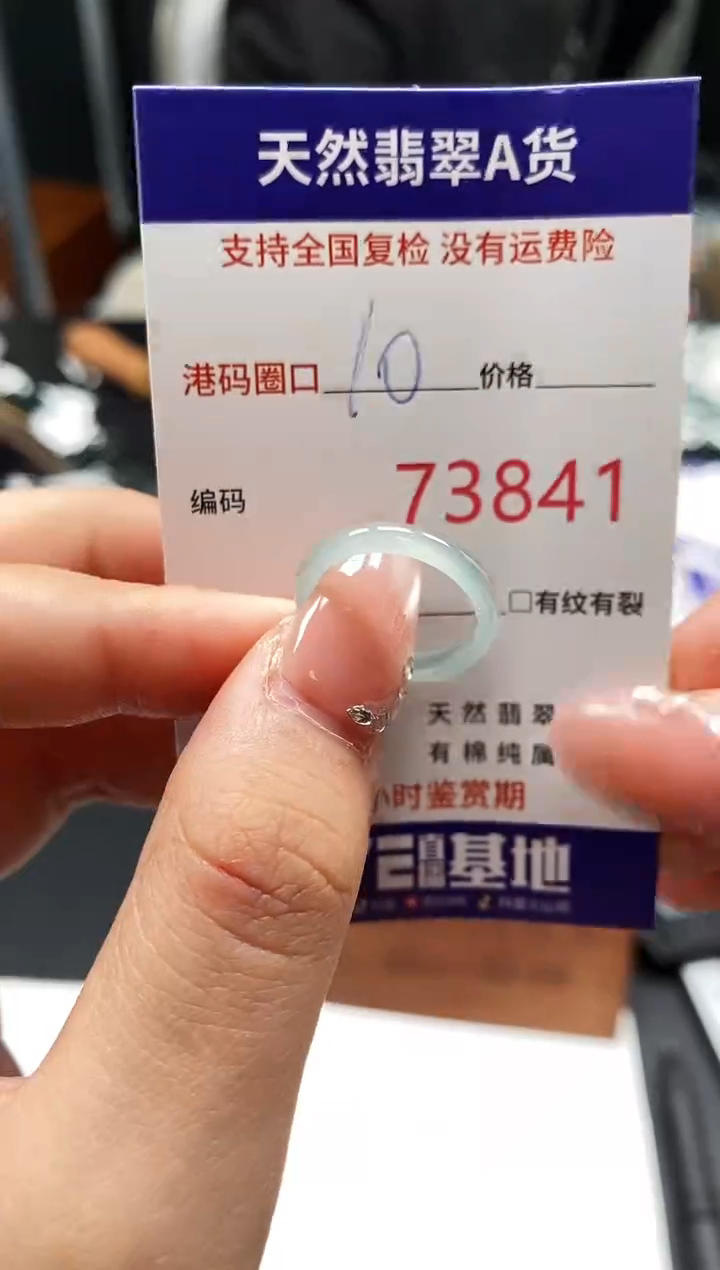 天然翡翠A货
支持全国复检 没有运费险
港码圈口 10 价格
编码 73841
□有纹有裂
天然翡翠
有棉纯属
小时鉴赏期
基地